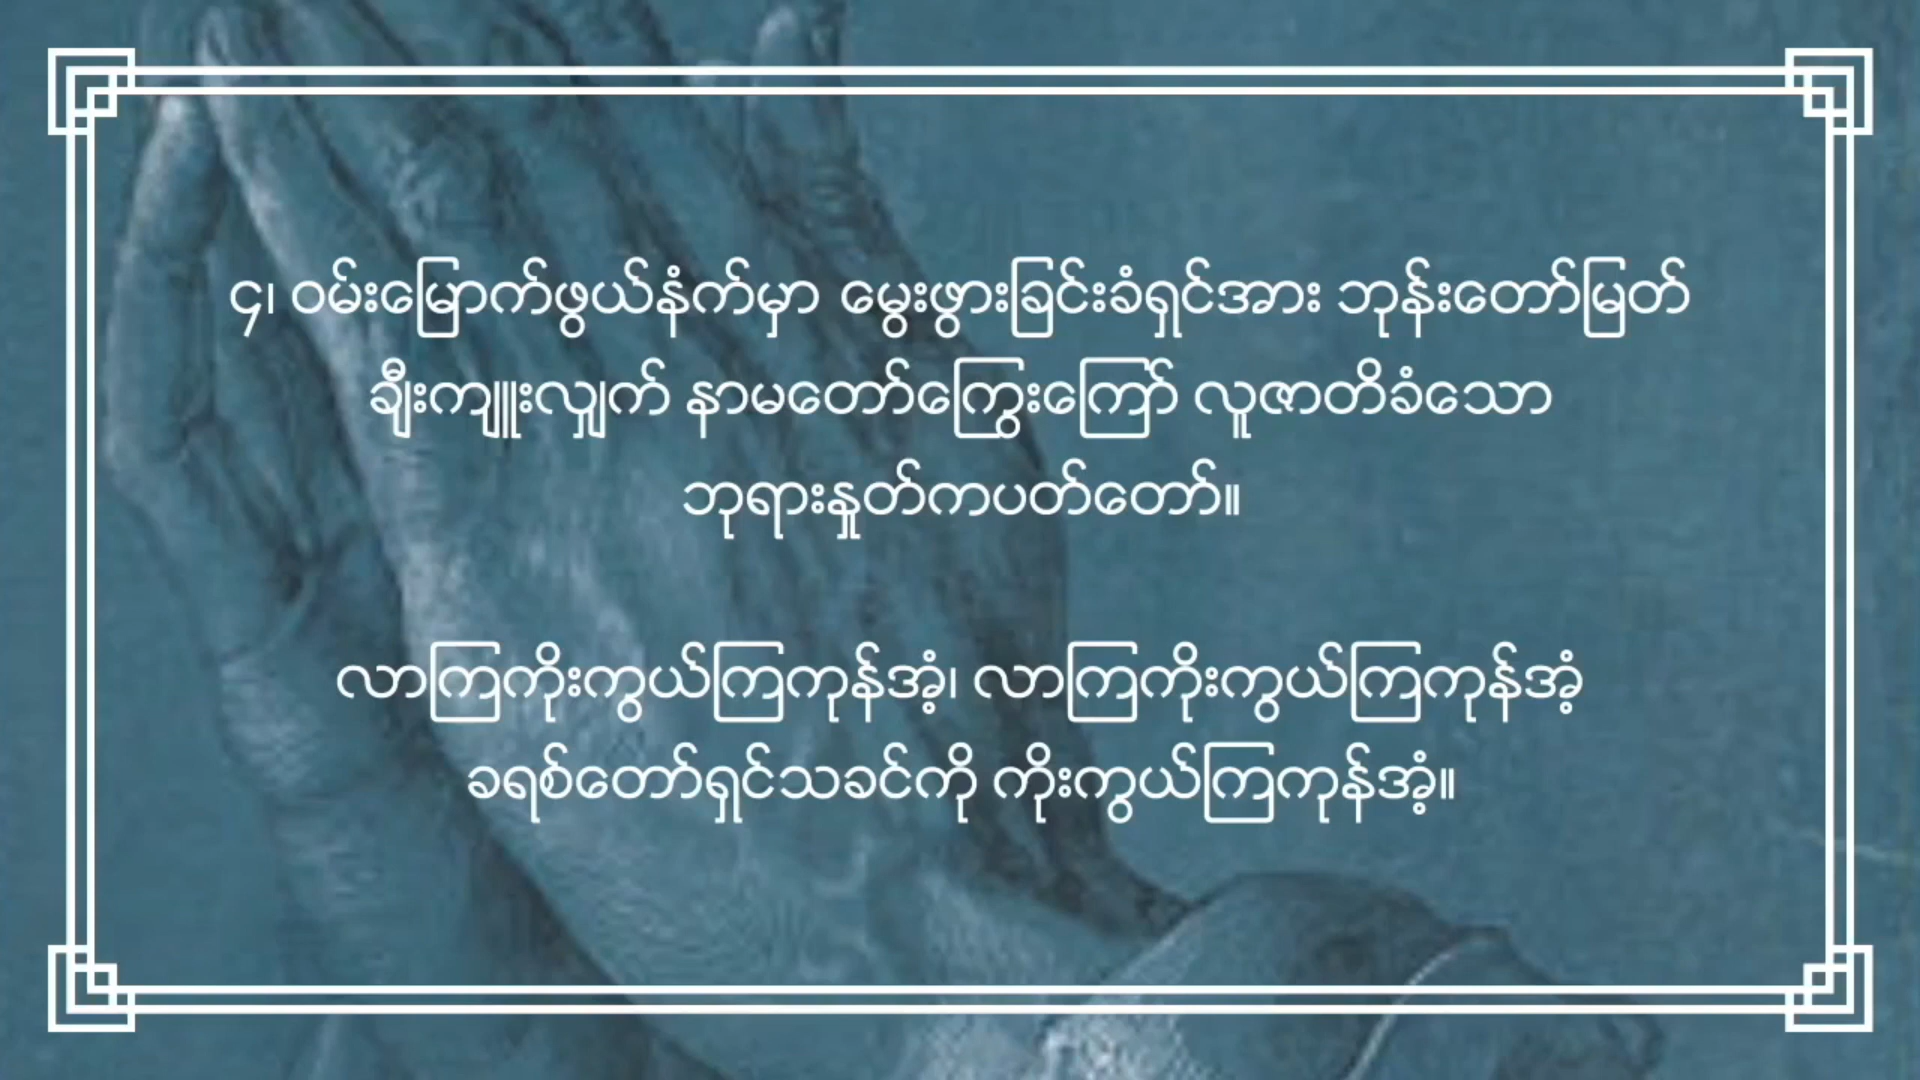 ၄၊ ဝမ်းမြောက်ဖွယ်နံက်မှာ မွေးဖွားခြင်းခံရှင်အား ဘုန်းတော်မြတ်
ချီးကျူးလျှက် နာမတော်ကြွေးကြော် လူဇာတိခံသော
ဘုရားနှုတ်ကပတ်တော်။
လာကြကိုးကွယ်ကြကုန်အံ့၊ လာကြကိုးကွယ်ကြကုန်အံ့
ခရစ်တော်ရှင်သခင်ကို ကိုးကွယ်ကြကုန်အံ့။